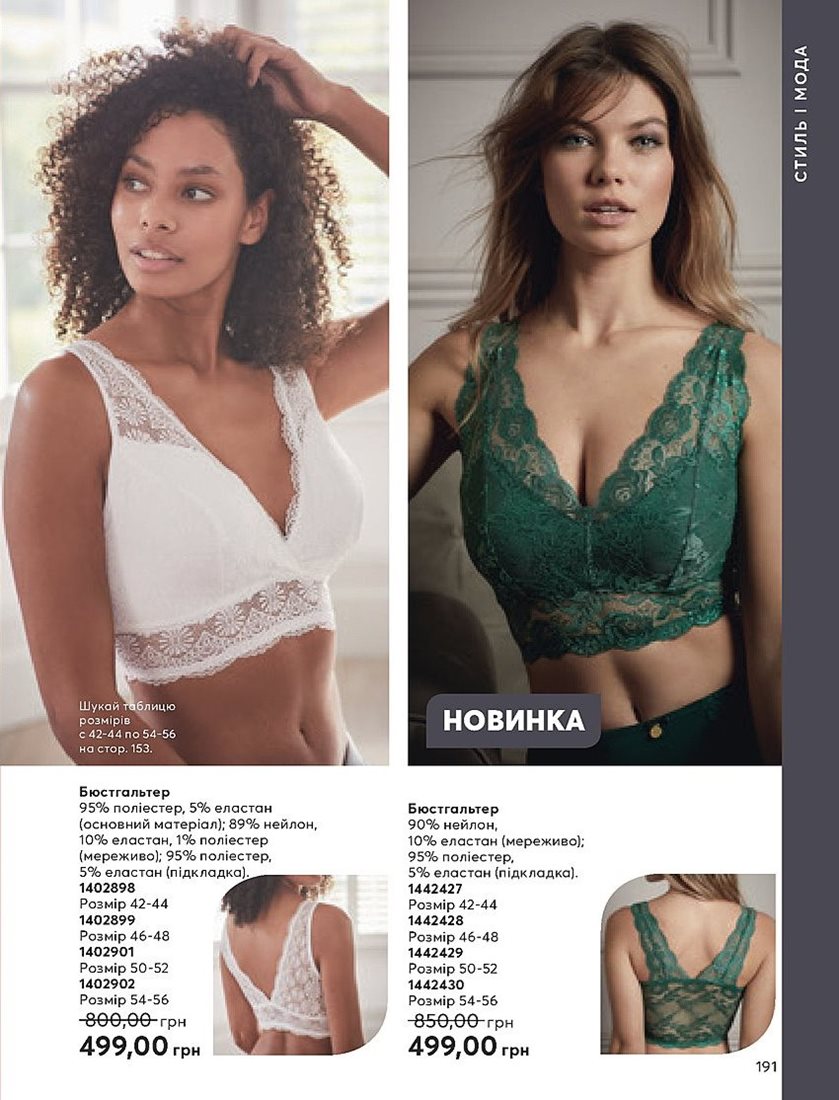 СТИЛЬ | МОДА
Шукай таблицю
розмірів
с 42-44 по 54-56
на стор. 153.
НОВИНКА
Бюстгальтер
95% поліестер, 5% еластан
(основний матеріал); 89% нейлон,
10% еластан, 1% поліестер
(мереживо); 95% поліестер,
5% еластан (підкладка).
1402898
Розмір 42-44
1402899
Розмір 46-48
1402901
Розмір 50-52
1402902
Розмір 54-56
800,00 грн
499,00 грн
Бюстгальтер
90% нейлон,
10% еластан (мереживо);
95% поліестер,
5% еластан (підкладка).
1442427
Розмір 42-44
1442428
Розмір 46-48
1442429
Розмір 50-52
1442430
Розмір 54-56
850,00 грн
499,00 грн
191